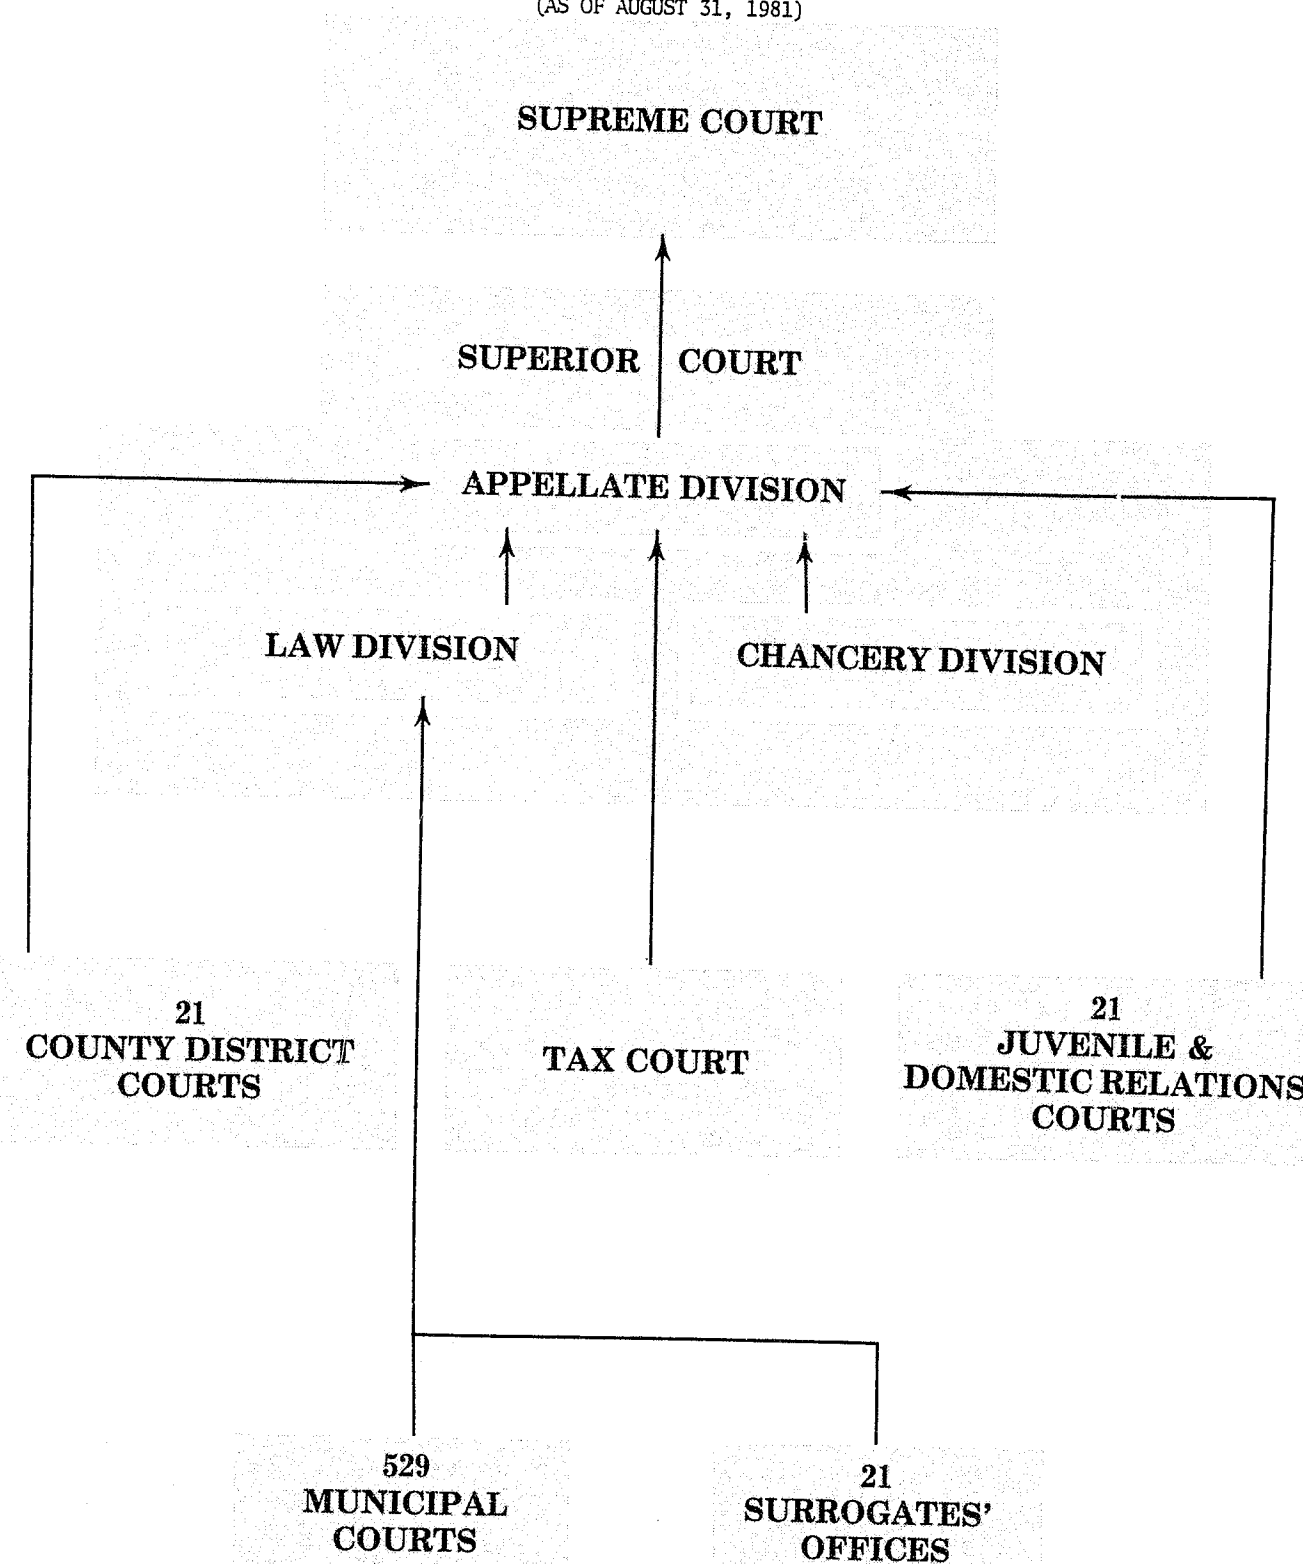 (AS OF AUGUST 31, 1981)
SUPREME COURT
SUPERIOR COURT
APPELLATE DIVISION
LAW DIVISION
CHANCERY DIVISION
21
COUNTY DISTRICT
COURTS
TAX COURT
21
JUVENILE &
DOMESTIC RELATIONS
COURTS
529
MUNICIPAL
COURTS
21
SURROGATES'
OFFICES